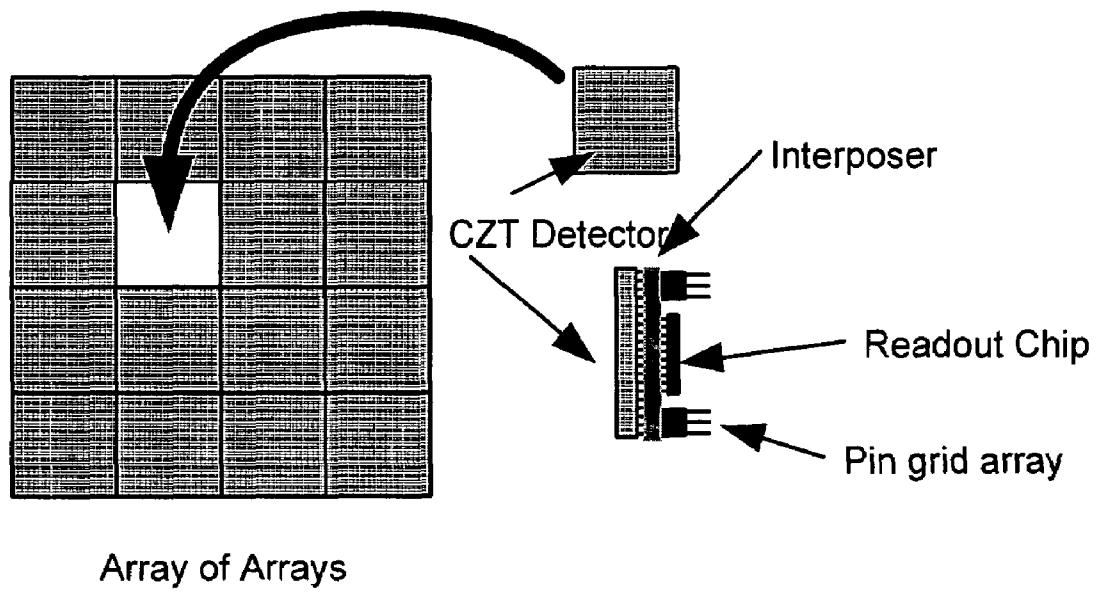 Interposer
CZT Detector
Readout Chip
Pin grid array
Array of Arrays